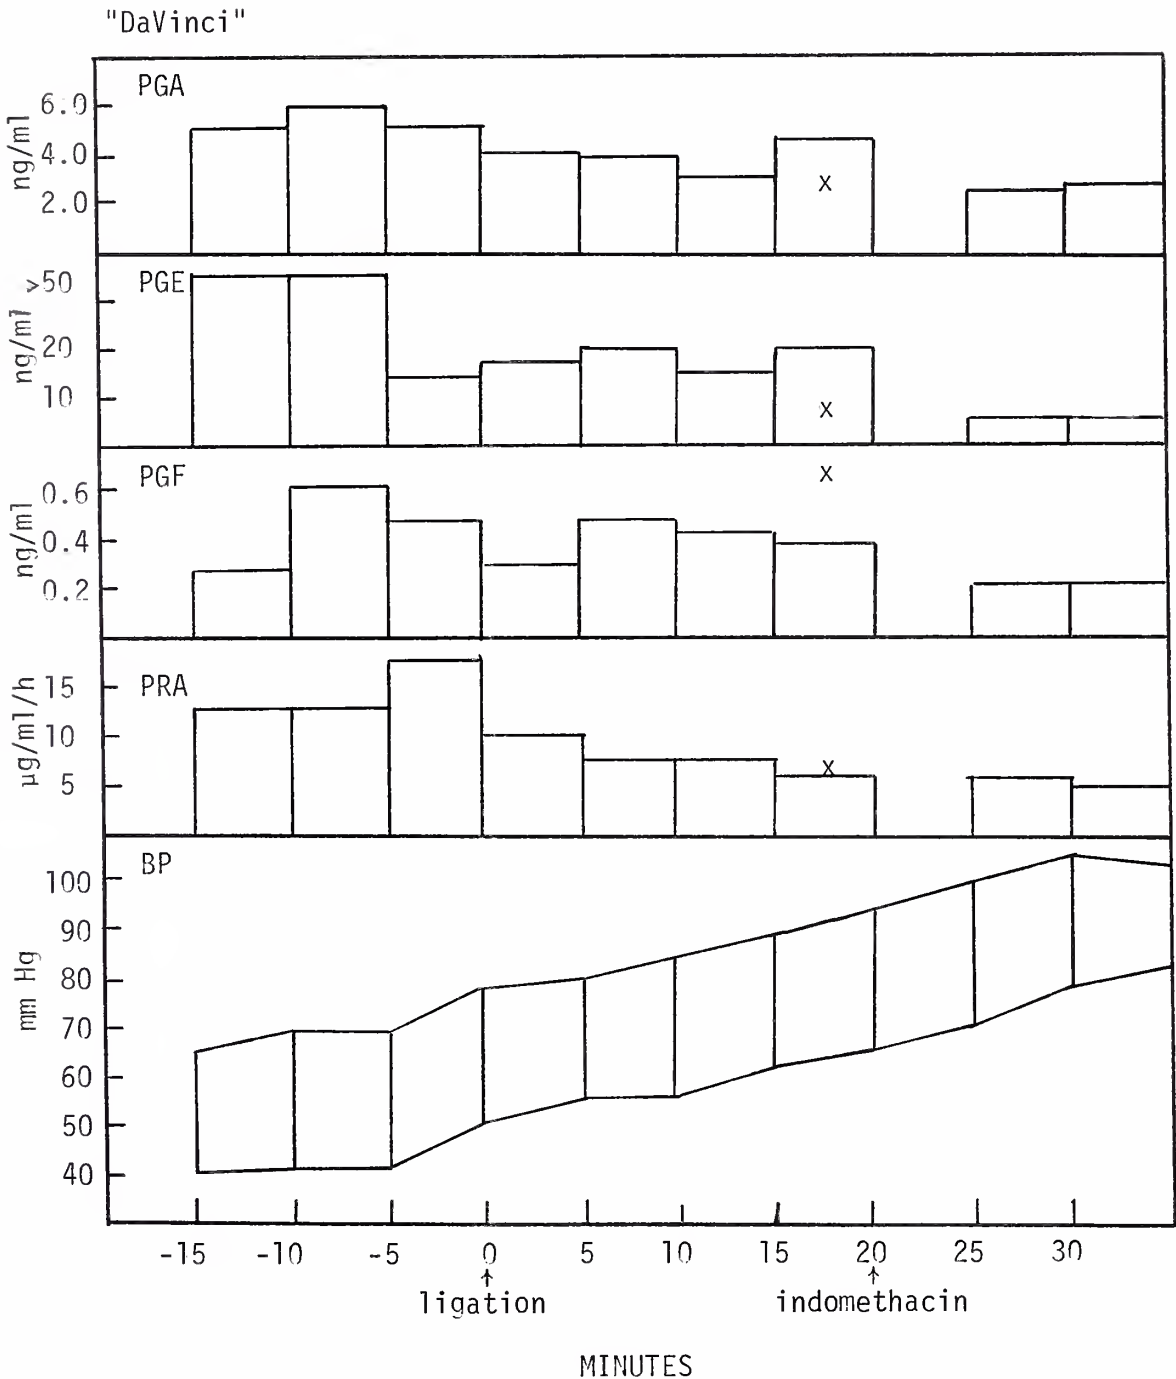 "DaVinci"
PGA
ng/ml
6.0
4.0
2.0
X
PGE
ng/ml
>50
20
10
X
PGF
ng/ml
0.6
0.4
0.2
X
PRA
µg/ml/h
15
10
5
X
BP
mm Hg
100
90
80
70
60
50
40
-15 -10 -5 0 5 10 15 20 25 30
↑ ↑
ligation indomethacin
MINUTES